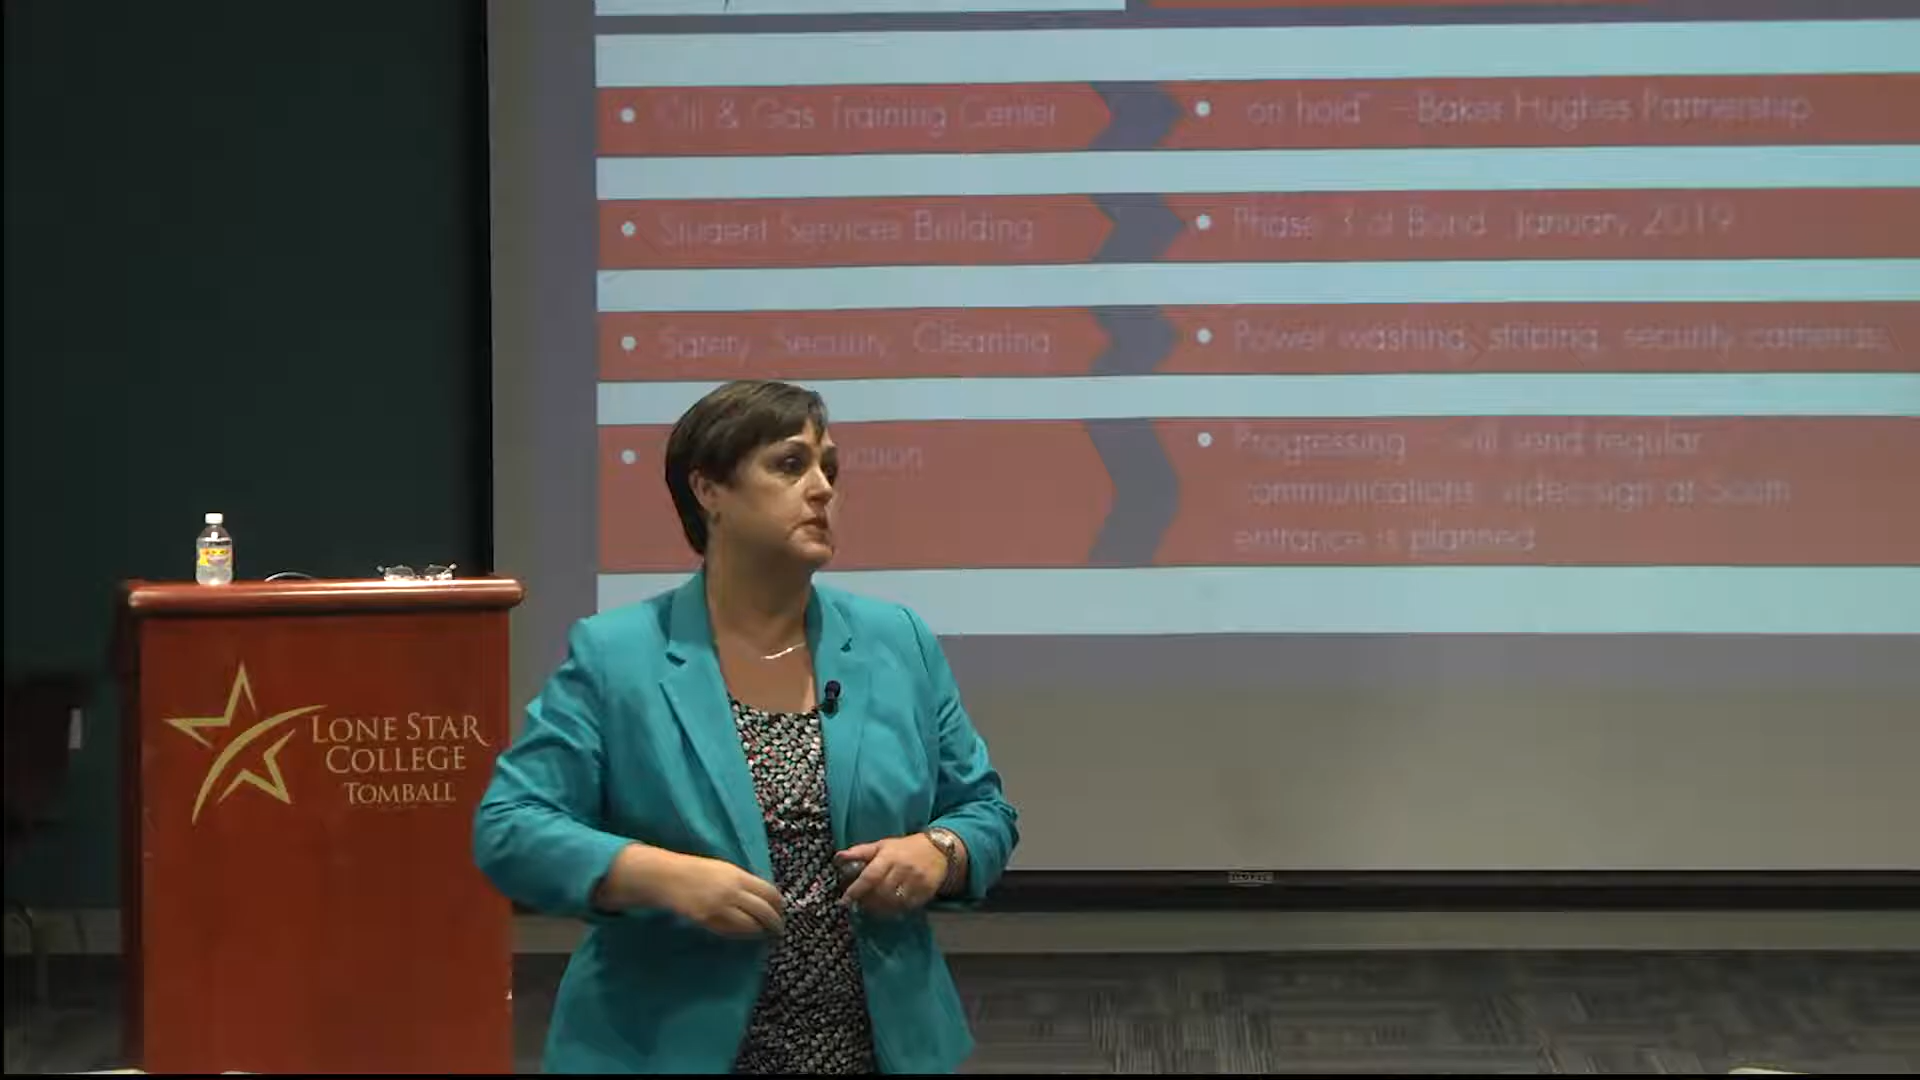 Oil & Gas Training Center
"on hold" – Baker Hughes Partnership
Student Services Building
Phase 3 of Bond January 2019
Safety, Security, Cleaning
Power washing, striping, security cameras,
Progressing – will send regular
communications videosign at South
entrance is planned
LONE STAR
COLLEGE
TOMBALL